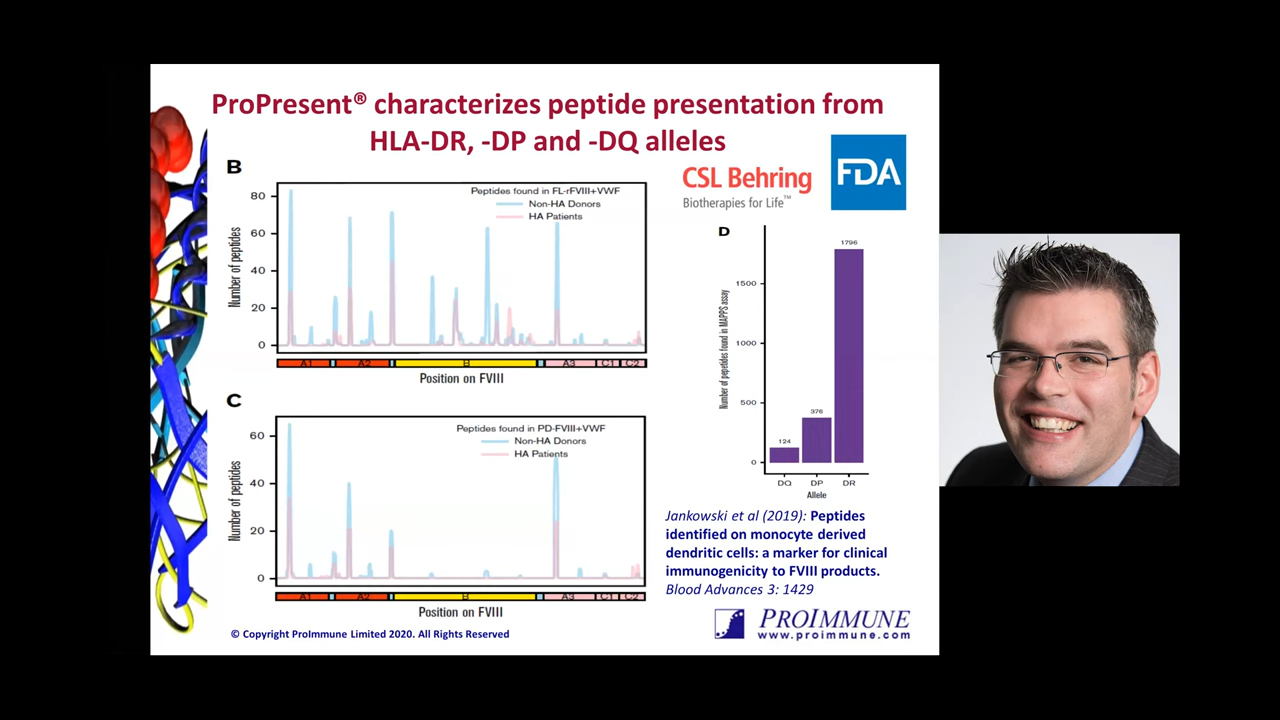 ProPresent® characterizes peptide presentation from
HLA-DR, -DP and -DQ alleles
B
Peptides found in FL-rFVIII+VWF
Non-HA Donors
HA Patients
Number of peptides
80
60
40
20
0
A1
A2
B
A3
C1
C2
Position on FVIII
C
Peptides found in PD-FVIII+VWF
Non-HA Donors
HA Patients
Number of peptides
60
40
20
0
A1
A2
B
A3
C1
C2
Position on FVIII
© Copyright ProImmune Limited 2020. All Rights Reserved
CSL Behring
Biotherapies for Life™
FDA
D
Number of pepetides found in MAPPS assay
1500
1000
500
0
124
376
1796
DQ
DP
DR
Allele
Jankowski et al (2019): Peptides
identified on monocyte derived
dendritic cells: a marker for clinical
immunogenicity to FVIII products.
Blood Advances 3: 1429
PROIMMUNE
www.proimmune.com